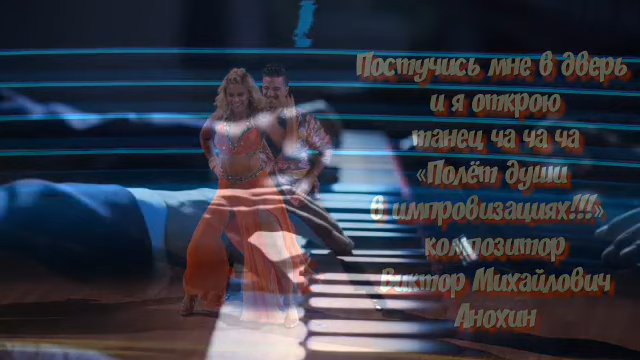 Постучись мне в дверь
и я открою
танец ча ча ча
«Полёт души
в импровизациях!!!»
композитор
Виктор Михайлович
Анохин